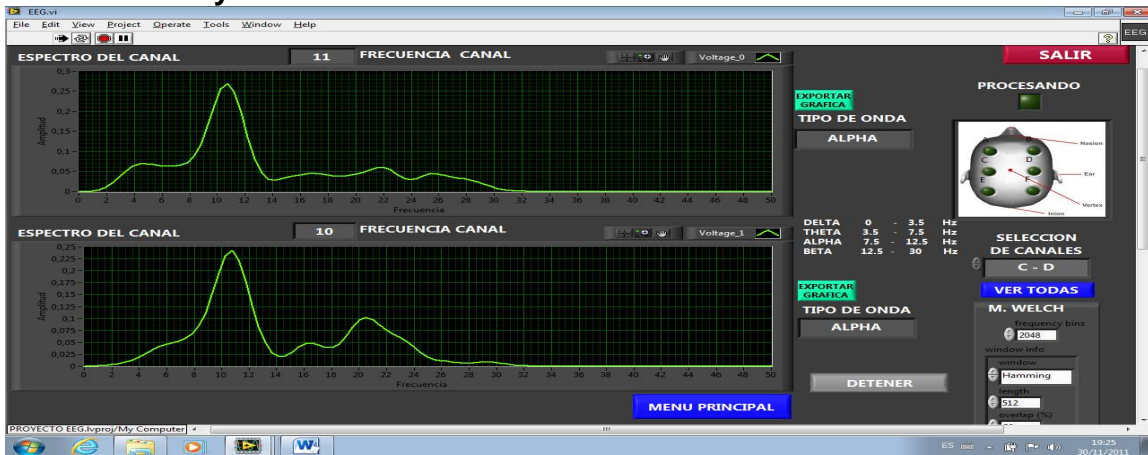 EEG.vi
File Edit View Project Operate Tools Window Help
EEG
ESPECTRO DEL CANAL 11 FRECUENCIA CANAL Voltage_0 SALIR
0,3
0,25
0,2
0,15
0,1
0,05
0
Amplitud
0 2 4 6 8 10 12 14 16 18 20 22 24 26 28 30 32 34 36 38 40 42 44 46 48 50
Frecuencia
EXPORTAR
GRAFICA
TIPO DE ONDA
ALPHA
PROCESANDO
A B
C D
E F
Nasion
Ear
Vertex
Inion
DELTA 0 - 3.5 Hz
THETA 3.5 - 7.5 Hz
ALPHA 7.5 - 12.5 Hz
BETA 12.5 - 30 Hz
ESPECTRO DEL CANAL 10 FRECUENCIA CANAL Voltage_1
0,25
0,225
0,2
0,175
0,15
0,125
0,1
0,075
0,05
0,025
0
Amplitud
0 2 4 6 8 10 12 14 16 18 20 22 24 26 28 30 32 34 36 38 40 42 44 46 48 50
Frecuencia
EXPORTAR
GRAFICA
TIPO DE ONDA
ALPHA
DETENER
MENU PRINCIPAL
SELECCION
DE CANALES
C - D
VER TODAS
M. WELCH
frequency bins
2048
window info
window
Hamming
length
512
overlap (%)
PROYECTO EEG.lvproj/My Computer
ES
19:25
30/11/2011